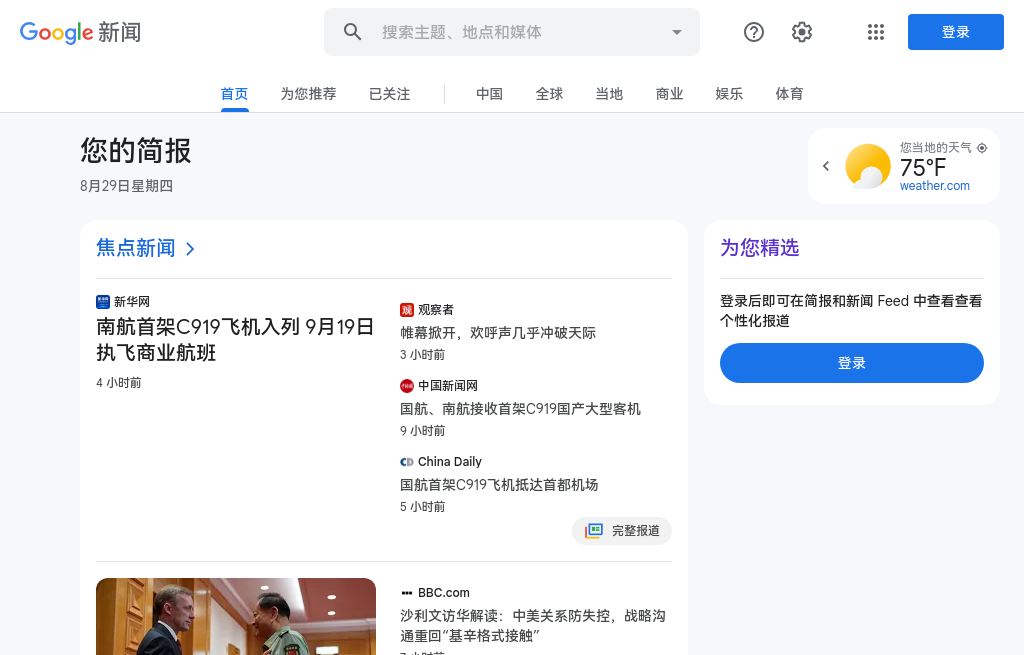 Google 新闻
搜索主题、地点和媒体
登录
首页
为您推荐
已关注
中国
全球
当地
商业
娱乐
体育
您的简报
8月29日星期四
您当地的天气
75°F
weather.com
焦点新闻
新华网
南航首架C919飞机入列 9月19日
执飞商业航班
4 小时前
观察者
帷幕掀开，欢呼声几乎冲破天际
3 小时前
中国新闻网
国航、南航接收首架C919国产大型客机
9 小时前
China Daily
国航首架C919飞机抵达首都机场
5 小时前
完整报道
BBC.com
沙利文访华解读：中美关系防失控，战略沟
通重回“基辛格式接触”
为您精选
登录后即可在简报和新闻 Feed 中查看查看
个性化报道
登录